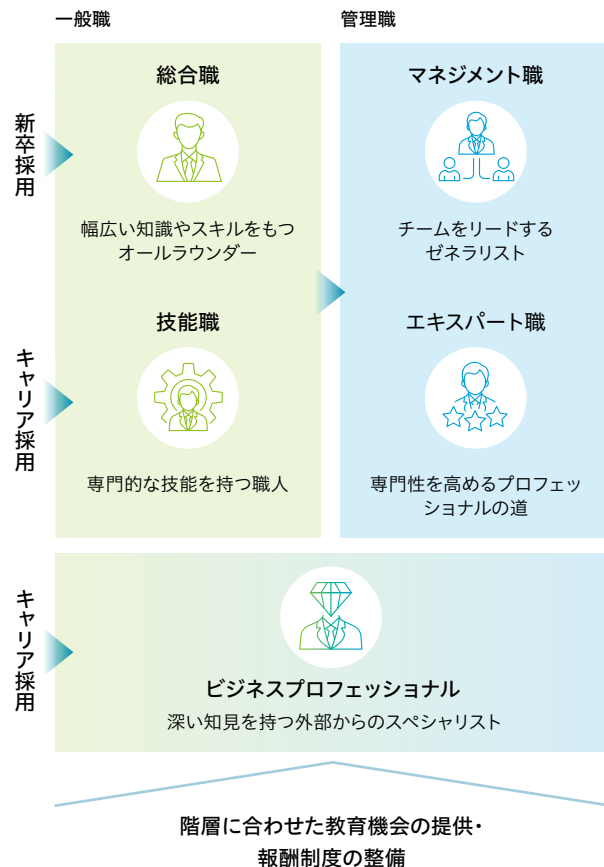 一般職
管理職
新卒採用
総合職
幅広い知識やスキルをもつ
オールラウンダー
マネジメント職
チームをリードする
ゼネラリスト
キャリア採用
技能職
専門的な技能を持つ職人
エキスパート職
専門性を高めるプロフェッ
ショナルの道
キャリア採用
ビジネスプロフェッショナル
深い知見を持つ外部からのスペシャリスト
階層に合わせた教育機会の提供・
報酬制度の整備